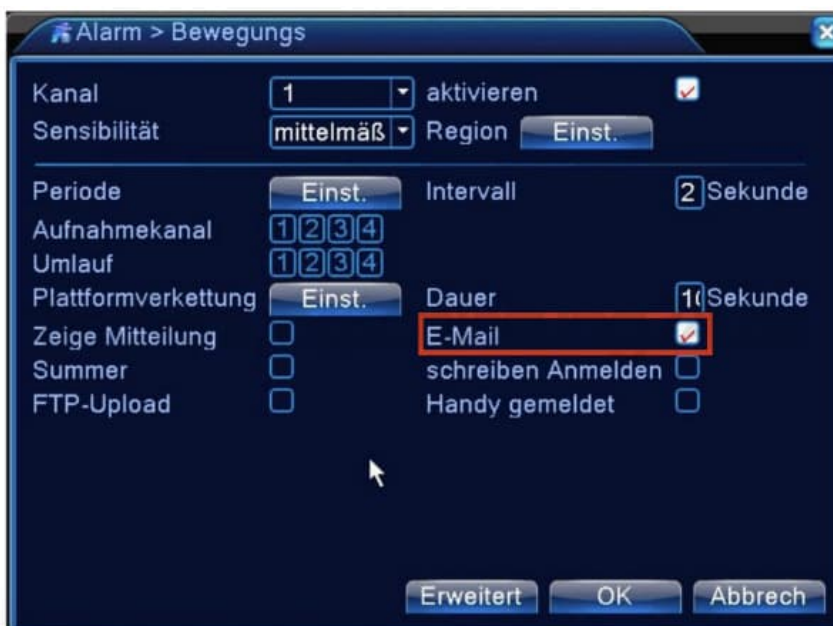 Alarm > Bewegungs
Kanal 1 aktivieren
Sensibilität mittelmäß Region Einst.
Periode Einst. Intervall 2 Sekunde
Aufnahmekanal 1 2 3 4
Umlauf 1 2 3 4
Plattformverkettung Einst. Dauer 10 Sekunde
Zeige Mitteilung E-Mail
Summer schreiben Anmelden
FTP-Upload Handy gemeldet
Erweitert OK Abbrech